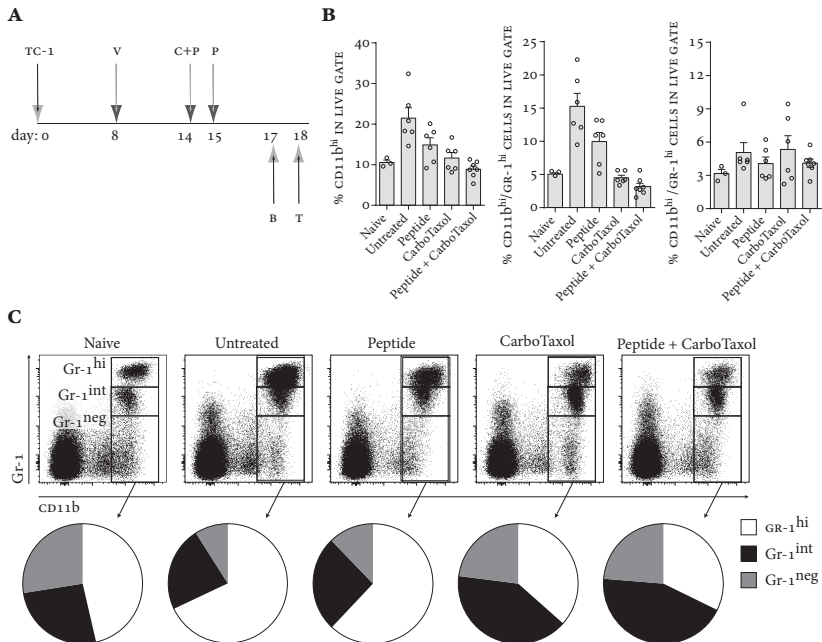 A
TC-1
V
C+P
P
day: 0
8
14
15
17
18
B
T
B
% CD11b^hi IN LIVE GATE
40
30
20
10
0
Naive
Untreated
Peptide
CarboTaxol
Peptide + CarboTaxol
% CD11b^hi/GR-1^hi CELLS IN LIVE GATE
25
20
15
10
5
0
Naive
Untreated
Peptide
CarboTaxol
Peptide + CarboTaxol
% CD11b^hi/GR-1^hi CELLS IN LIVE GATE
15
12
9
6
3
0
Naive
Untreated
Peptide
CarboTaxol
Peptide + CarboTaxol
C
Naive
Untreated
Peptide
CarboTaxol
Peptide + CarboTaxol
Gr-1^hi
Gr-1^int
Gr-1^neg
Gr-1
CD11b
GR-1^hi
Gr-1^int
Gr-1^neg